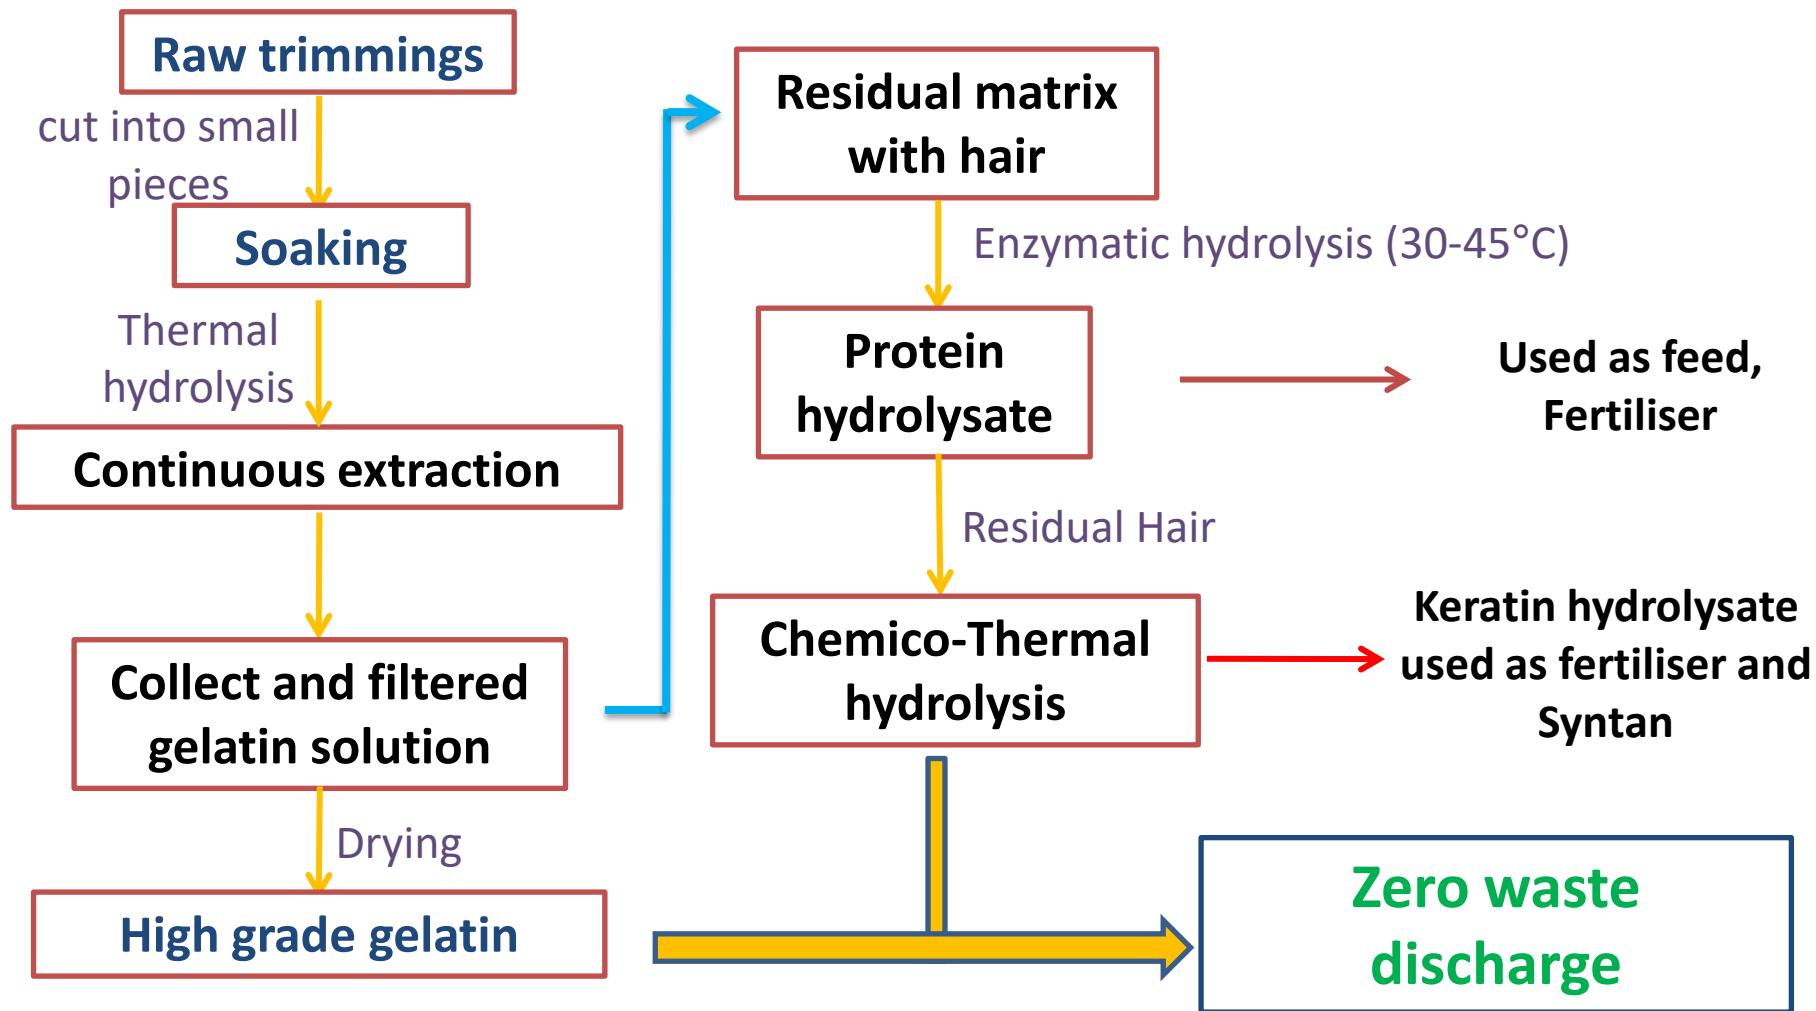 Raw trimmings
cut into small
pieces
Soaking
Thermal
hydrolysis
Continuous extraction
Collect and filtered
gelatin solution
Drying
High grade gelatin
Residual matrix
with hair
Enzymatic hydrolysis (30-45°C)
Protein
hydrolysate
Used as feed,
Fertiliser
Residual Hair
Chemico-Thermal
hydrolysis
Keratin hydrolysate
used as fertiliser and
Syntan
Zero waste
discharge